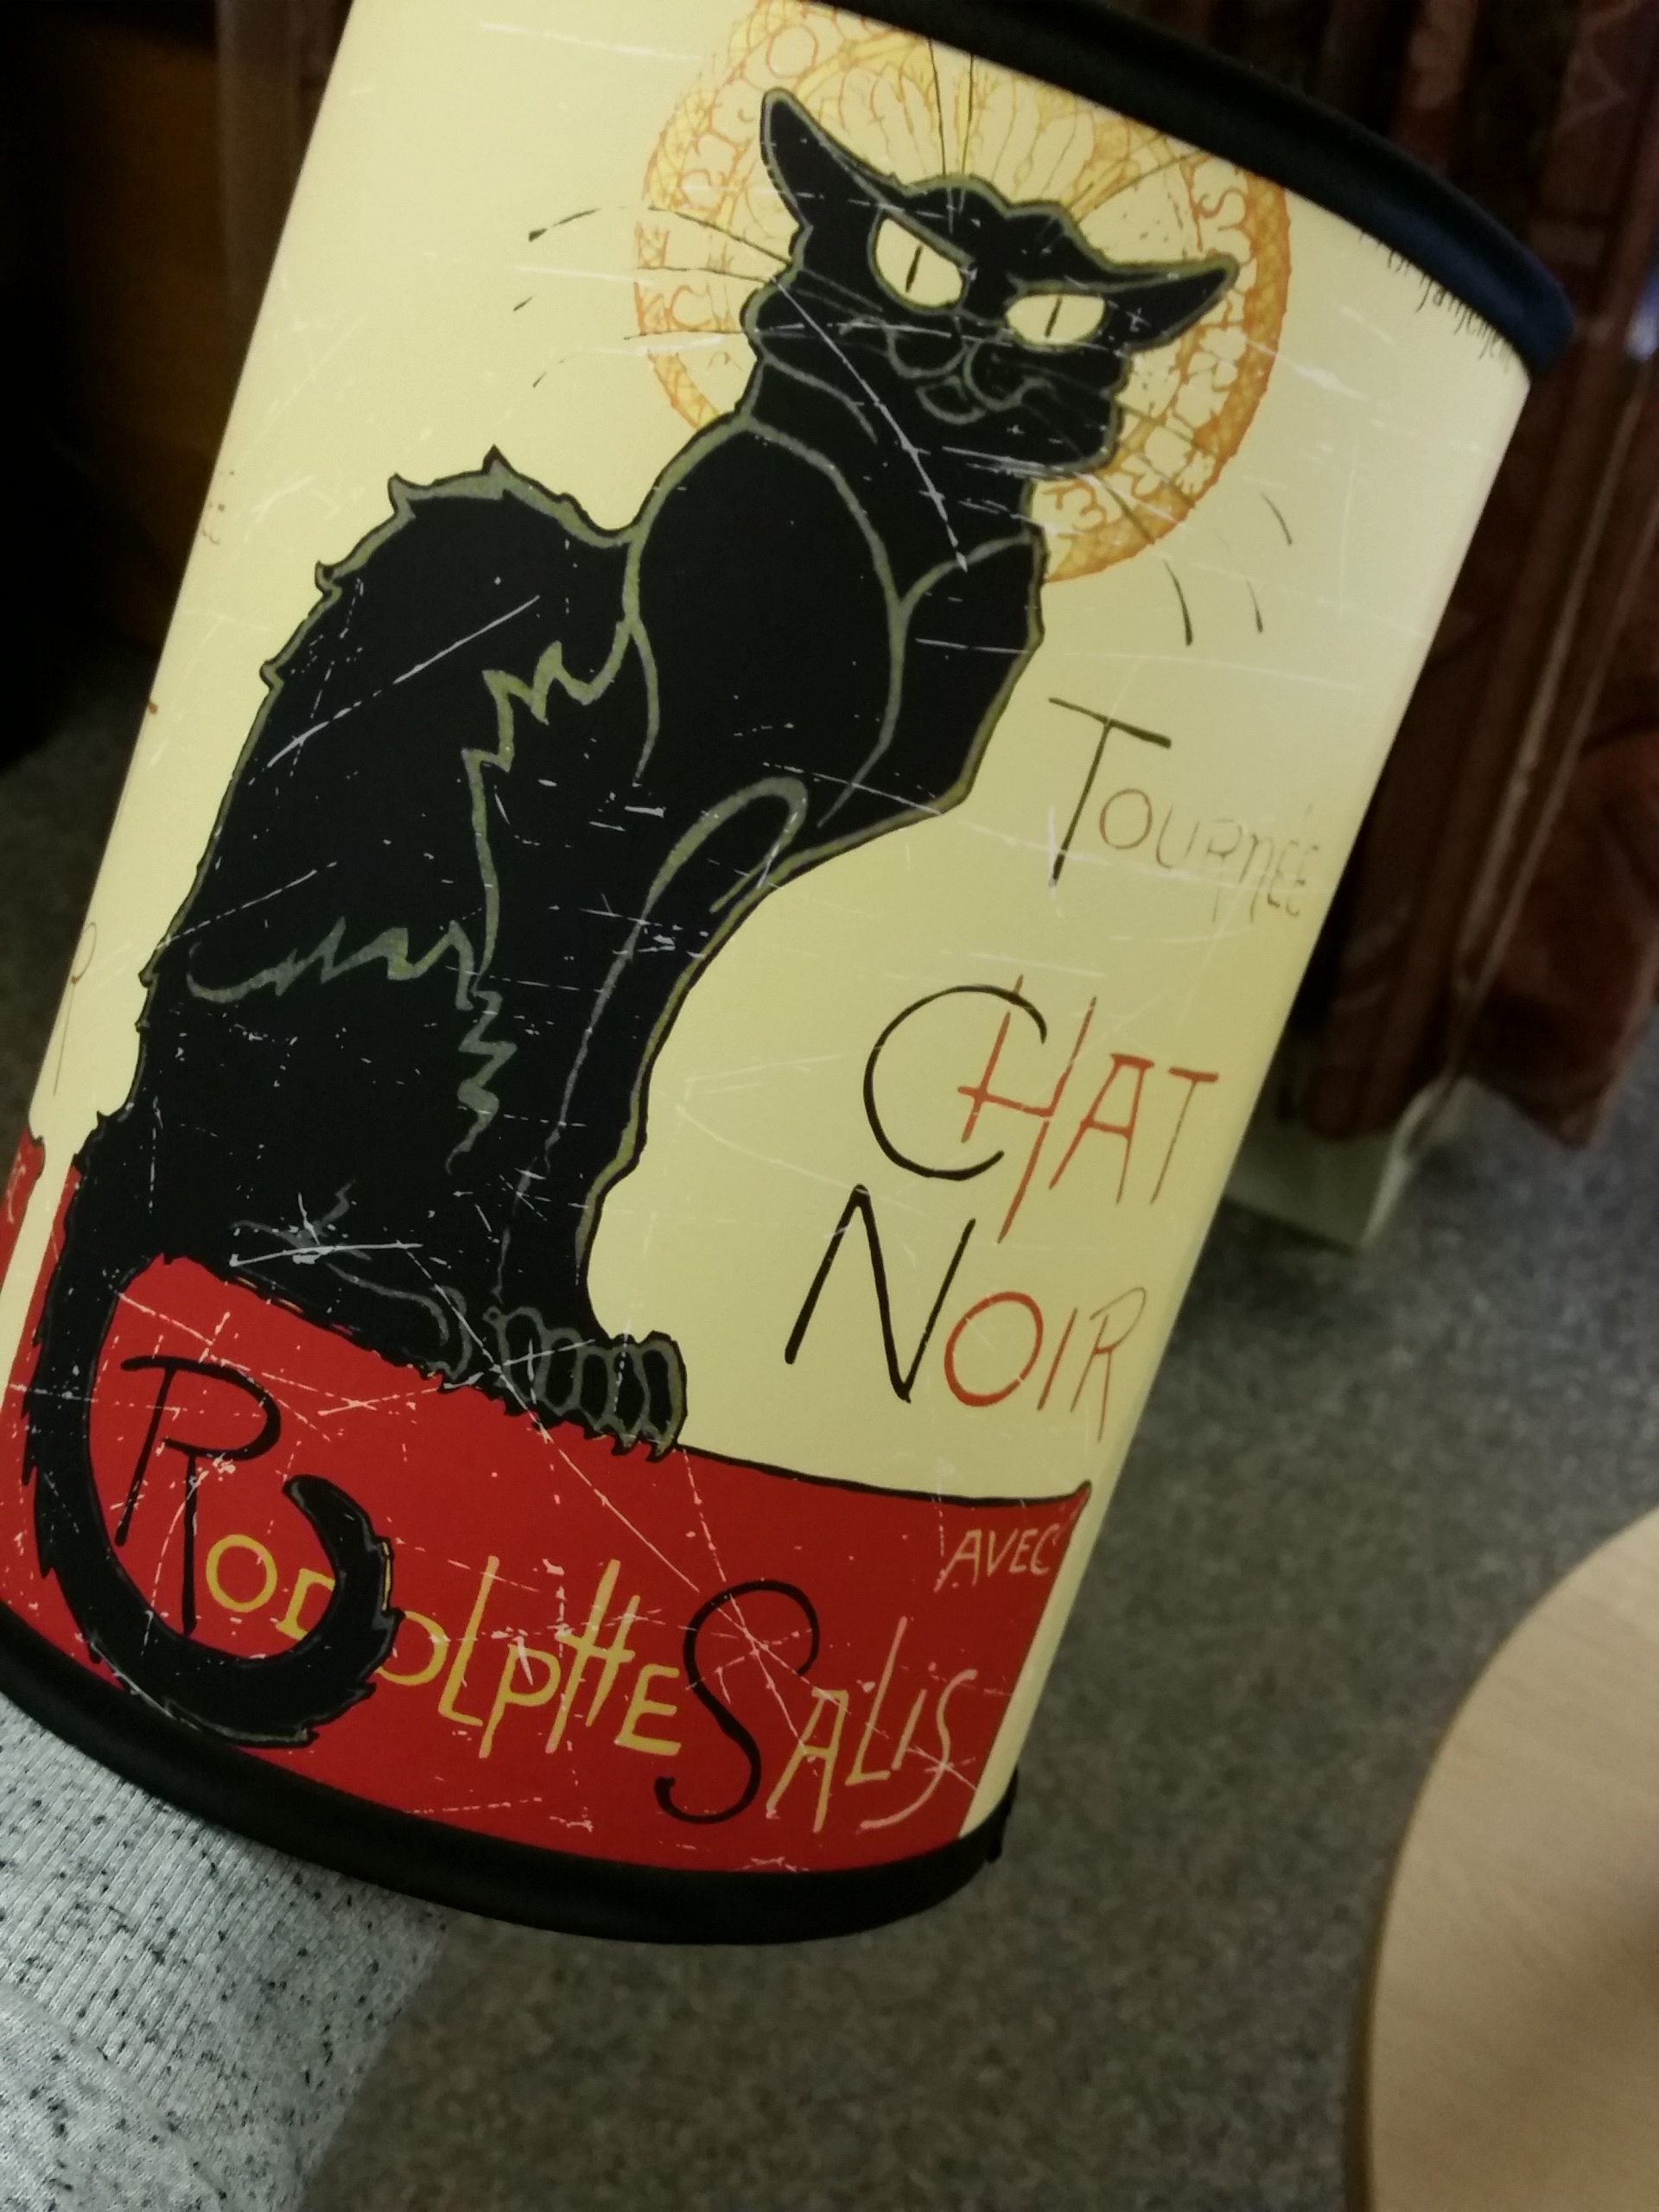 TOURNÉE
CHAT
NOIR
AVEC
RODOLPHE SALIS